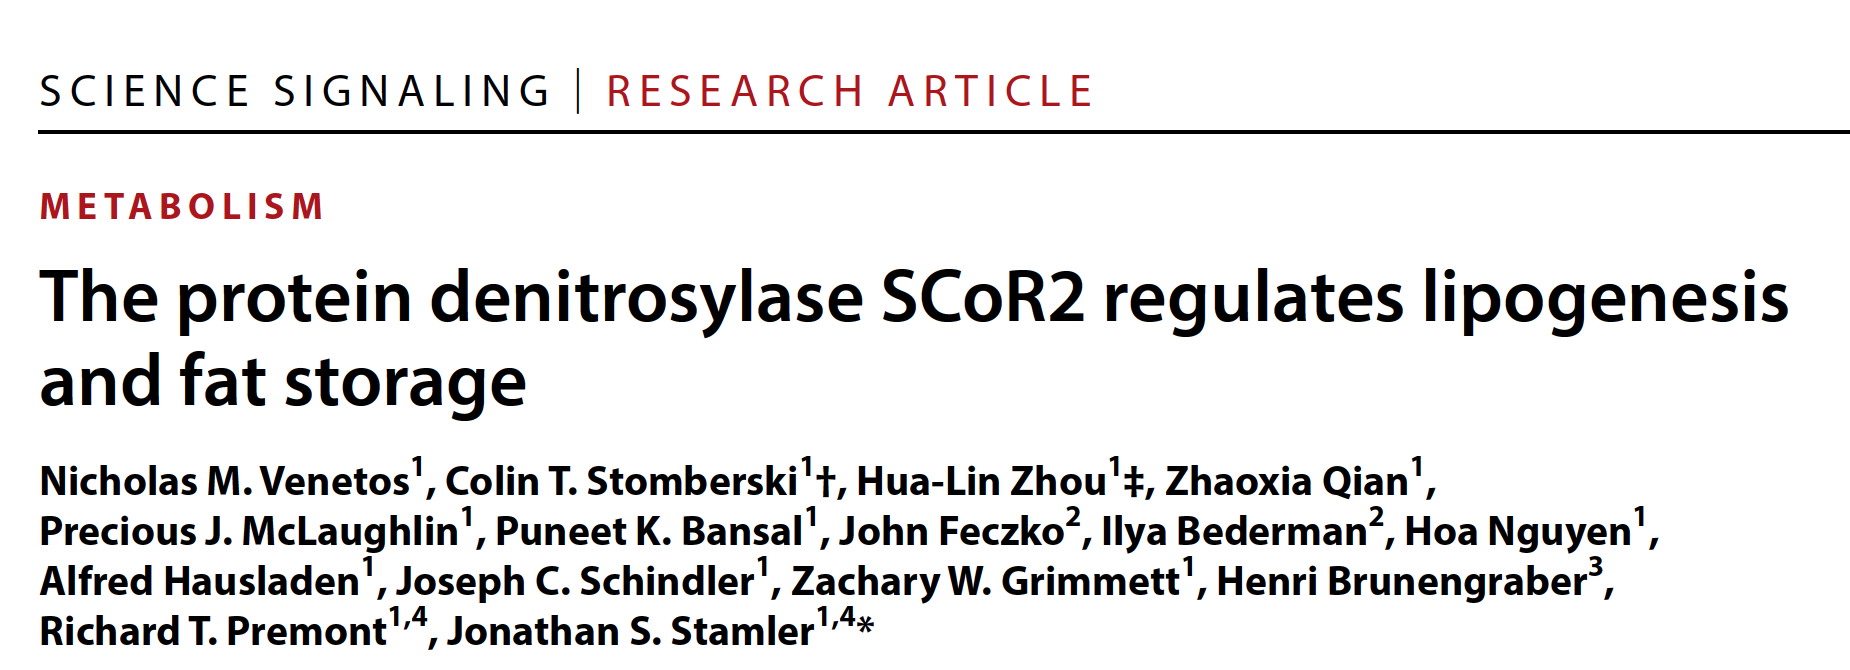 SCIENCE SIGNALING | RESEARCH ARTICLE
METABOLISM
The protein denitrosylase SCoR2 regulates lipogenesis
and fat storage
Nicholas M. Venetos1, Colin T. Stomberski1†, Hua-Lin Zhou1‡, Zhaoxia Qian1,
Precious J. McLaughlin1, Puneet K. Bansal1, John Feczko2, Ilya Bederman2, Hoa Nguyen1,
Alfred Hausladen1, Joseph C. Schindler1, Zachary W. Grimmett1, Henri Brunengraber3,
Richard T. Premont1,4, Jonathan S. Stamler1,4*